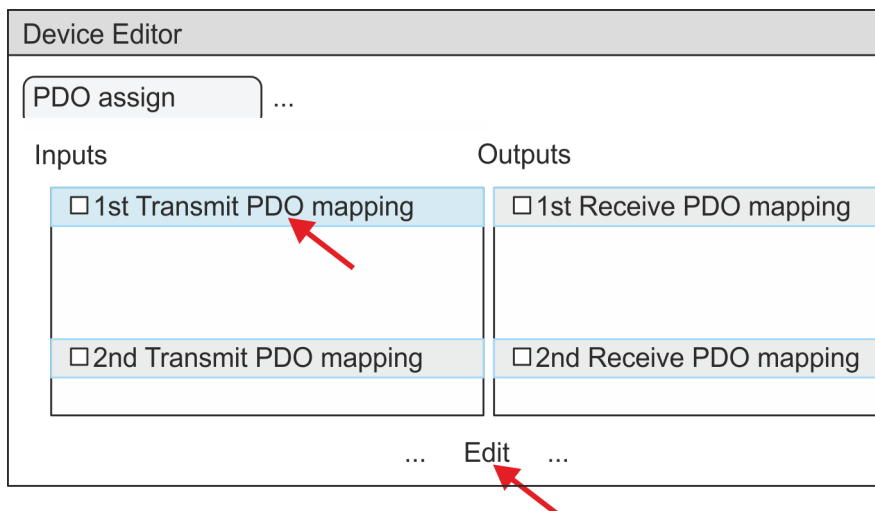 Device Editor
PDO assign ...
Inputs Outputs
1st Transmit PDO mapping 1st Receive PDO mapping
2nd Transmit PDO mapping 2nd Receive PDO mapping
... Edit ...